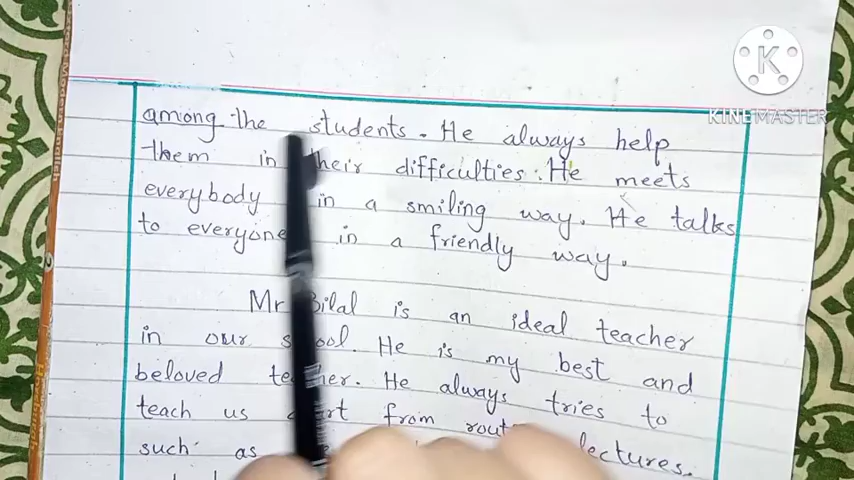 K
KINEMASTER
among the students. He always help
them in their difficulties. He meets
everybody in a smiling way. He talks
to everyone in a friendly way.
Mr Bilal is an ideal teacher
in our school. He is my best and
beloved teacher. He always tries to
teach us apart from lectures.
such as